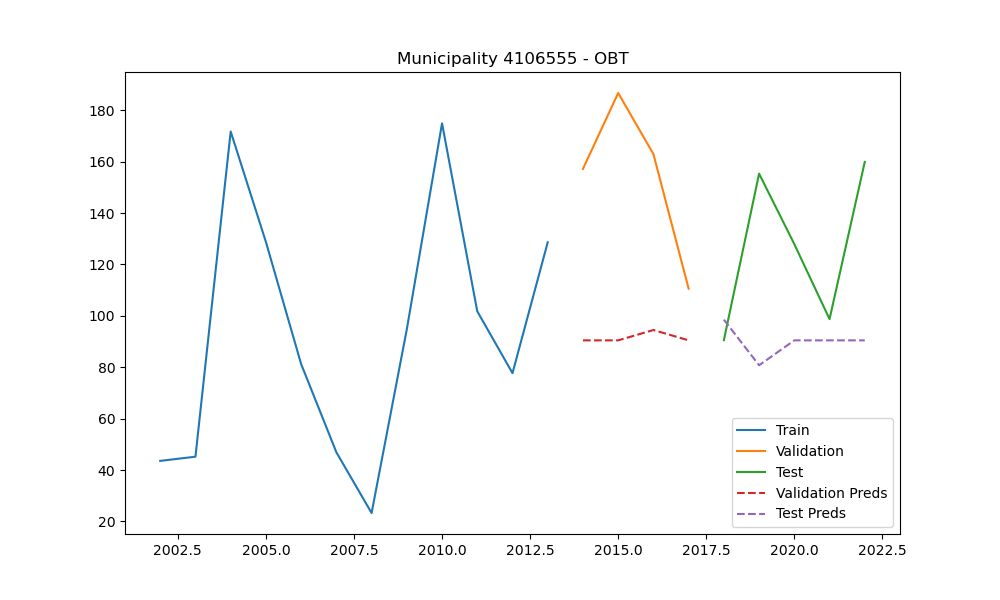 Municipality 4106555 - OBT
180
160
140
120
100
80
60
40
20
2002.5 2005.0 2007.5 2010.0 2012.5 2015.0 2017.5 2020.0 2022.5
Train
Validation
Test
Validation Preds
Test Preds